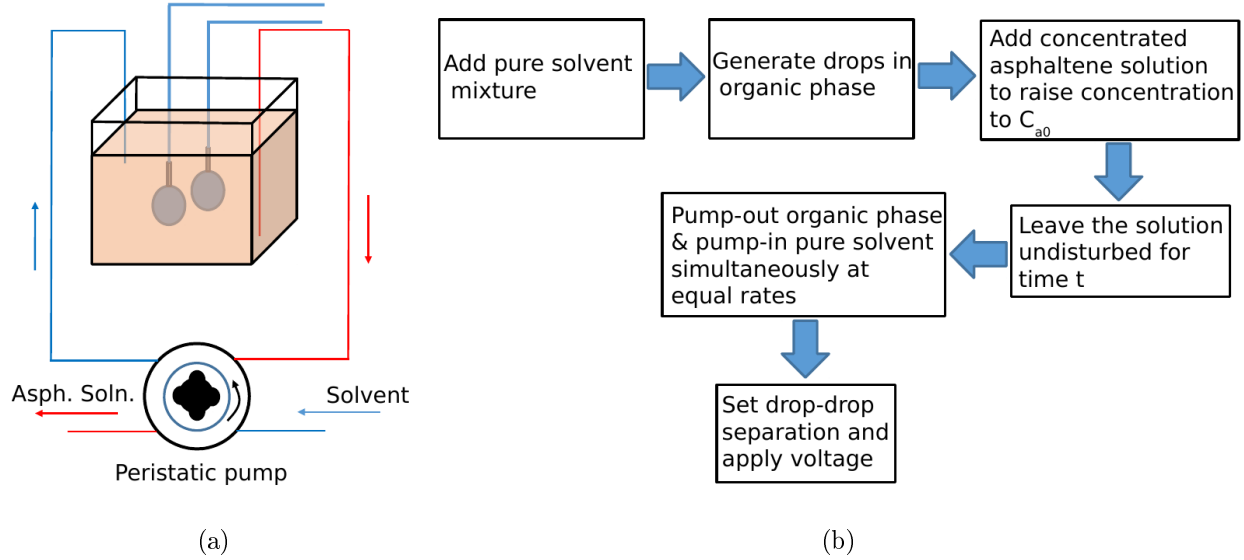 Asph. Soln.
Solvent
Peristatic pump
(a)
Add pure solvent
mixture
Generate drops in
organic phase
Add concentrated
asphaltene solution
to raise concentration
to Ca0
Leave the solution
undisturbed for
time t
Pump-out organic phase
& pump-in pure solvent
simultaneously at
equal rates
Set drop-drop
separation and
apply voltage
(b)